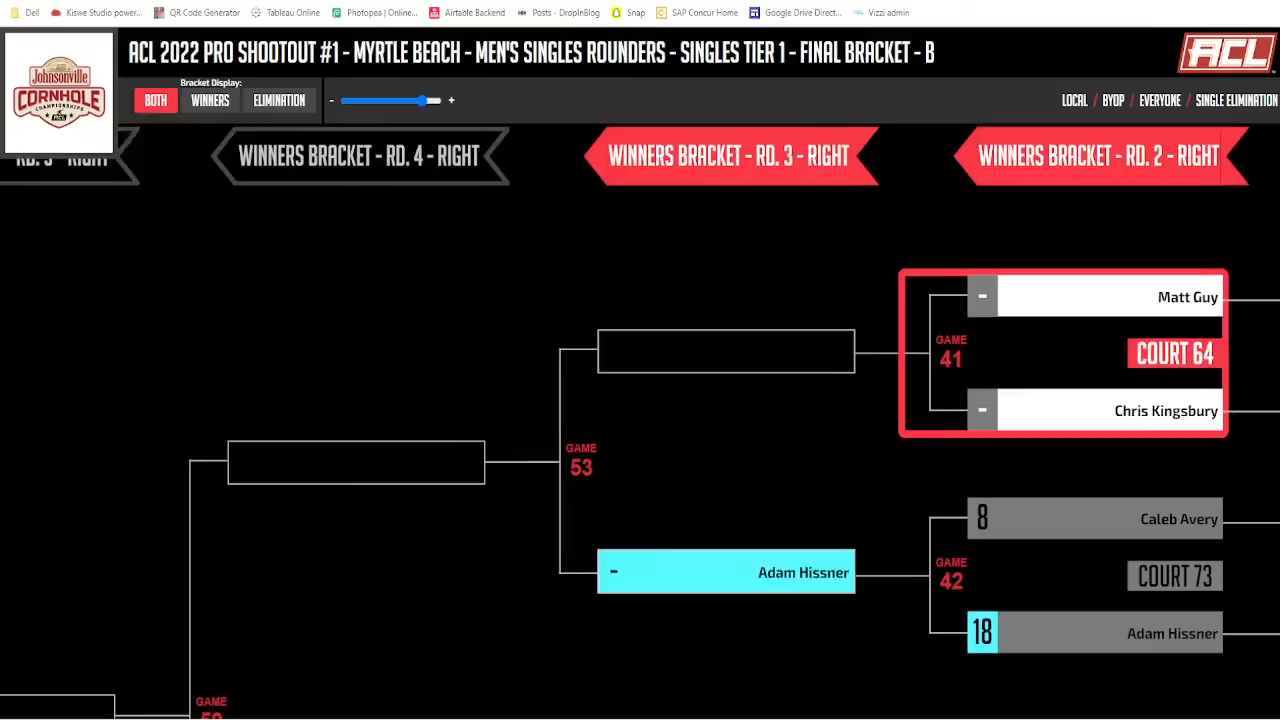 Dell Kiswe Studio power... QR Code Generator Tableau Online Photopea | Online... Airtable Backend Posts - DropInBlog Snap SAP Concur Home Google Drive Direct... Vizzi admin
ACL 2022 PRO SHOOTOUT #1 - MYRTLE BEACH - MEN'S SINGLES ROUNDERS - SINGLES TIER 1 - FINAL BRACKET - B
ACL
Johnsonville
CORNHOLE
CHAMPIONSHIPS
ACL
Bracket Display:
BOTH WINNERS ELIMINATION - +
LOCAL / BYOP / EVERYONE / SINGLE ELIMINATION
RD. 5 - RIGHT
WINNERS BRACKET - RD. 4 - RIGHT
WINNERS BRACKET - RD. 3 - RIGHT
WINNERS BRACKET - RD. 2 - RIGHT
- Matt Guy
GAME
41
COURT 64
- Chris Kingsbury
GAME
53
8 Caleb Avery
GAME
42
COURT 73
- Adam Hissner
18 Adam Hissner
GAME